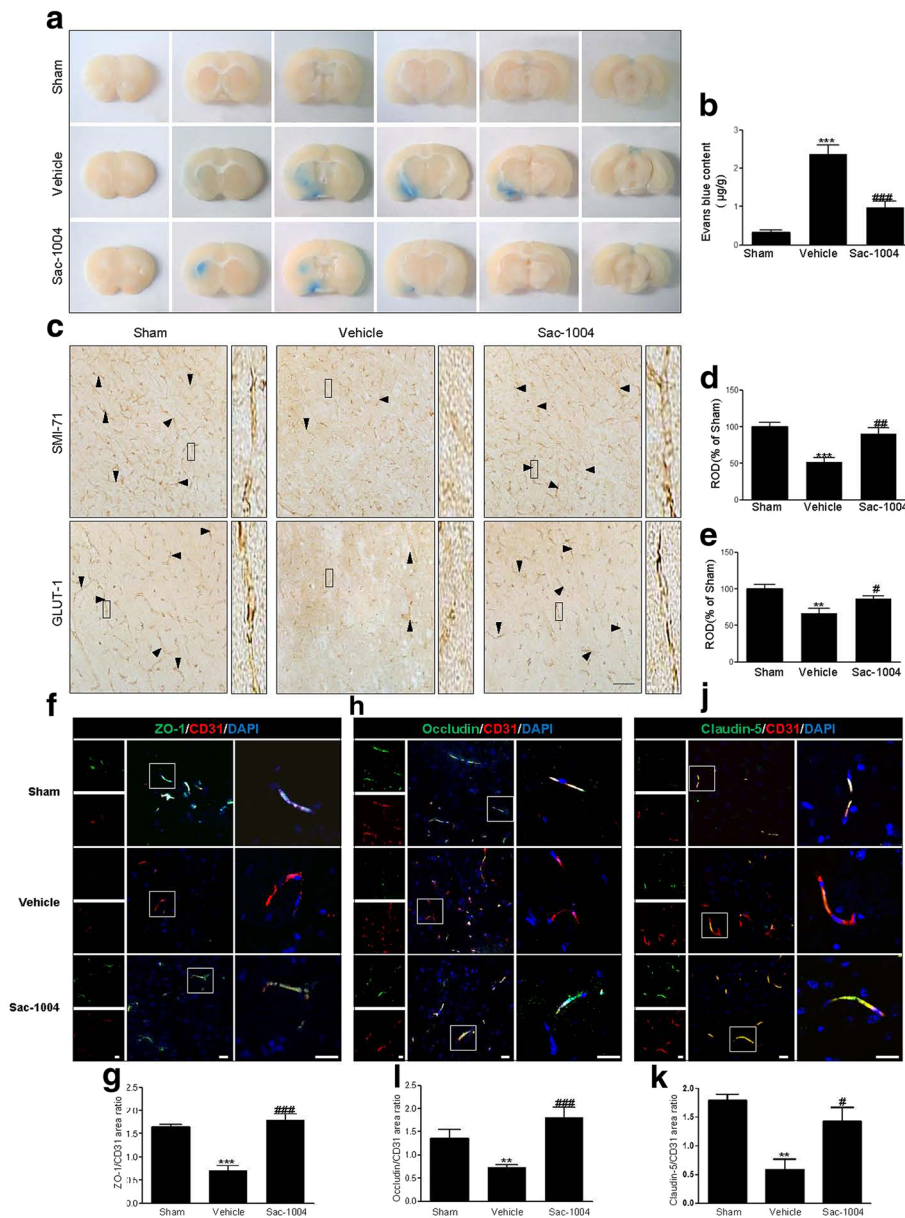 a
Sham
Vehicle
Sac-1004
b
Evans blue content
( µg/g)
3
2
1
0
***
###
Sham Vehicle Sac-1004
c
Sham Vehicle Sac-1004
SMI-71
GLUT-1
d
ROD(% of Sham)
150
100
50
0
***
##
Sham Vehicle Sac-1004
e
ROD(% of Sham)
150
100
50
0
**
#
Sham Vehicle Sac-1004
f
ZO-1/CD31/DAPI
h
Occludin/CD31/DAPI
j
Claudin-5/CD31/DAPI
Sham
Vehicle
Sac-1004
g
ZO-1/CD31 area ratio
2.5
2.0
1.5
1.0
0.5
0.0
***
###
Sham Vehicle Sac-1004
l
Occludin/CD31 area ratio
2.5
2.0
1.5
1.0
0.5
0.0
**
###
Sham Vehicle Sac-1004
k
Claudin-5/CD31 area ratio
2.0
1.5
1.0
0.5
0.0
**
#
Sham Vehicle Sac-1004